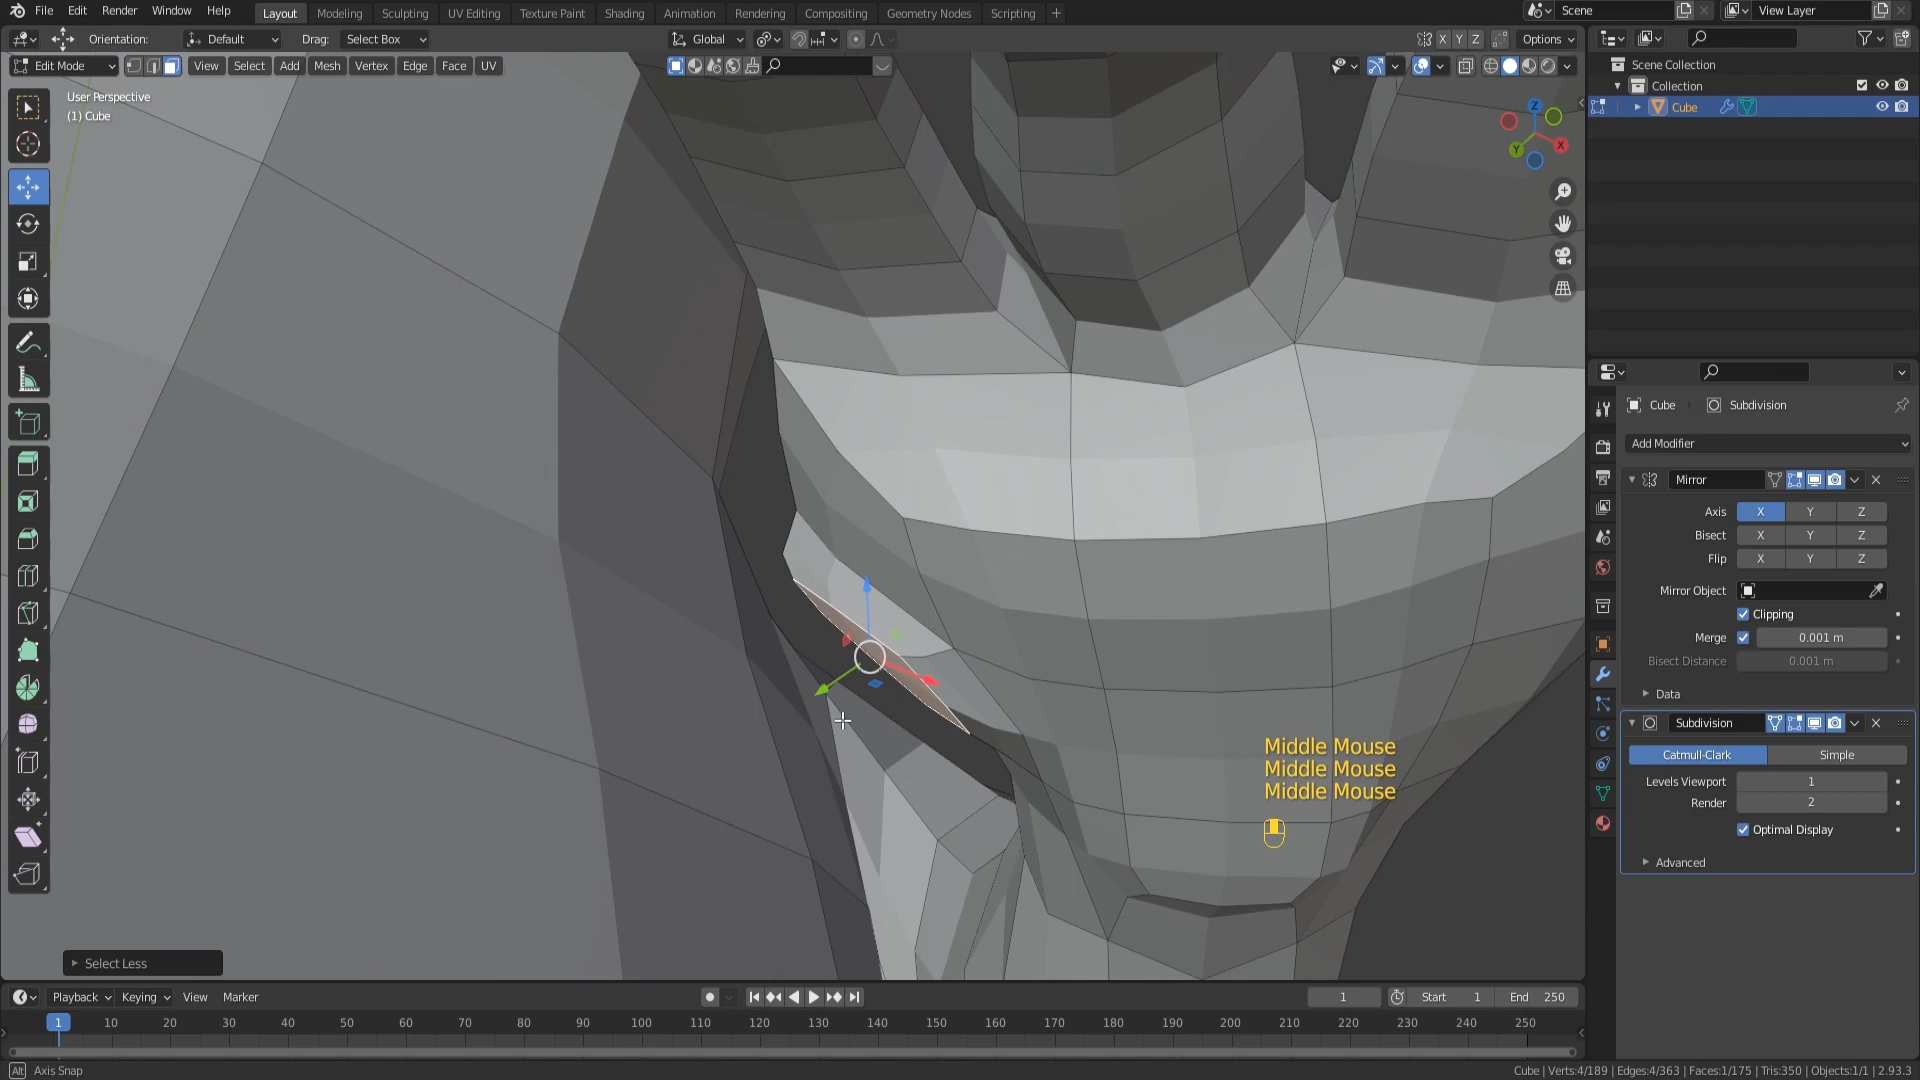 File Edit Render Window Help Layout Modeling Sculpting UV Editing Texture Paint Shading Animation Rendering Compositing Geometry Nodes Scripting + Scene View Layer
Orientation: Default Drag: Select Box Global X Y Z Options
Edit Mode View Select Add Mesh Vertex Edge Face UV
User Perspective
(1) Cube
Scene Collection
Collection
Cube
Z
Y
X
Cube Subdivision
Add Modifier
Mirror
Axis X Y Z
Bisect X Y Z
Flip X Y Z
Mirror Object
Clipping
Merge 0.001 m
Bisect Distance 0.001 m
Data
Subdivision
Catmull-Clark Simple
Levels Viewport 1
Render 2
Optimal Display
Advanced
Middle Mouse
Middle Mouse
Middle Mouse
Select Less
Playback Keying View Marker 1 Start 1 End 250
1 10 20 30 40 50 60 70 80 90 100 110 120 130 140 150 160 170 180 190 200 210 220 230 240 250
Alt Axis Snap Cube | Verts:4/189 | Edges:4/363 | Faces:1/175 | Tris:350 | Objects:1/1 | 2.93.3